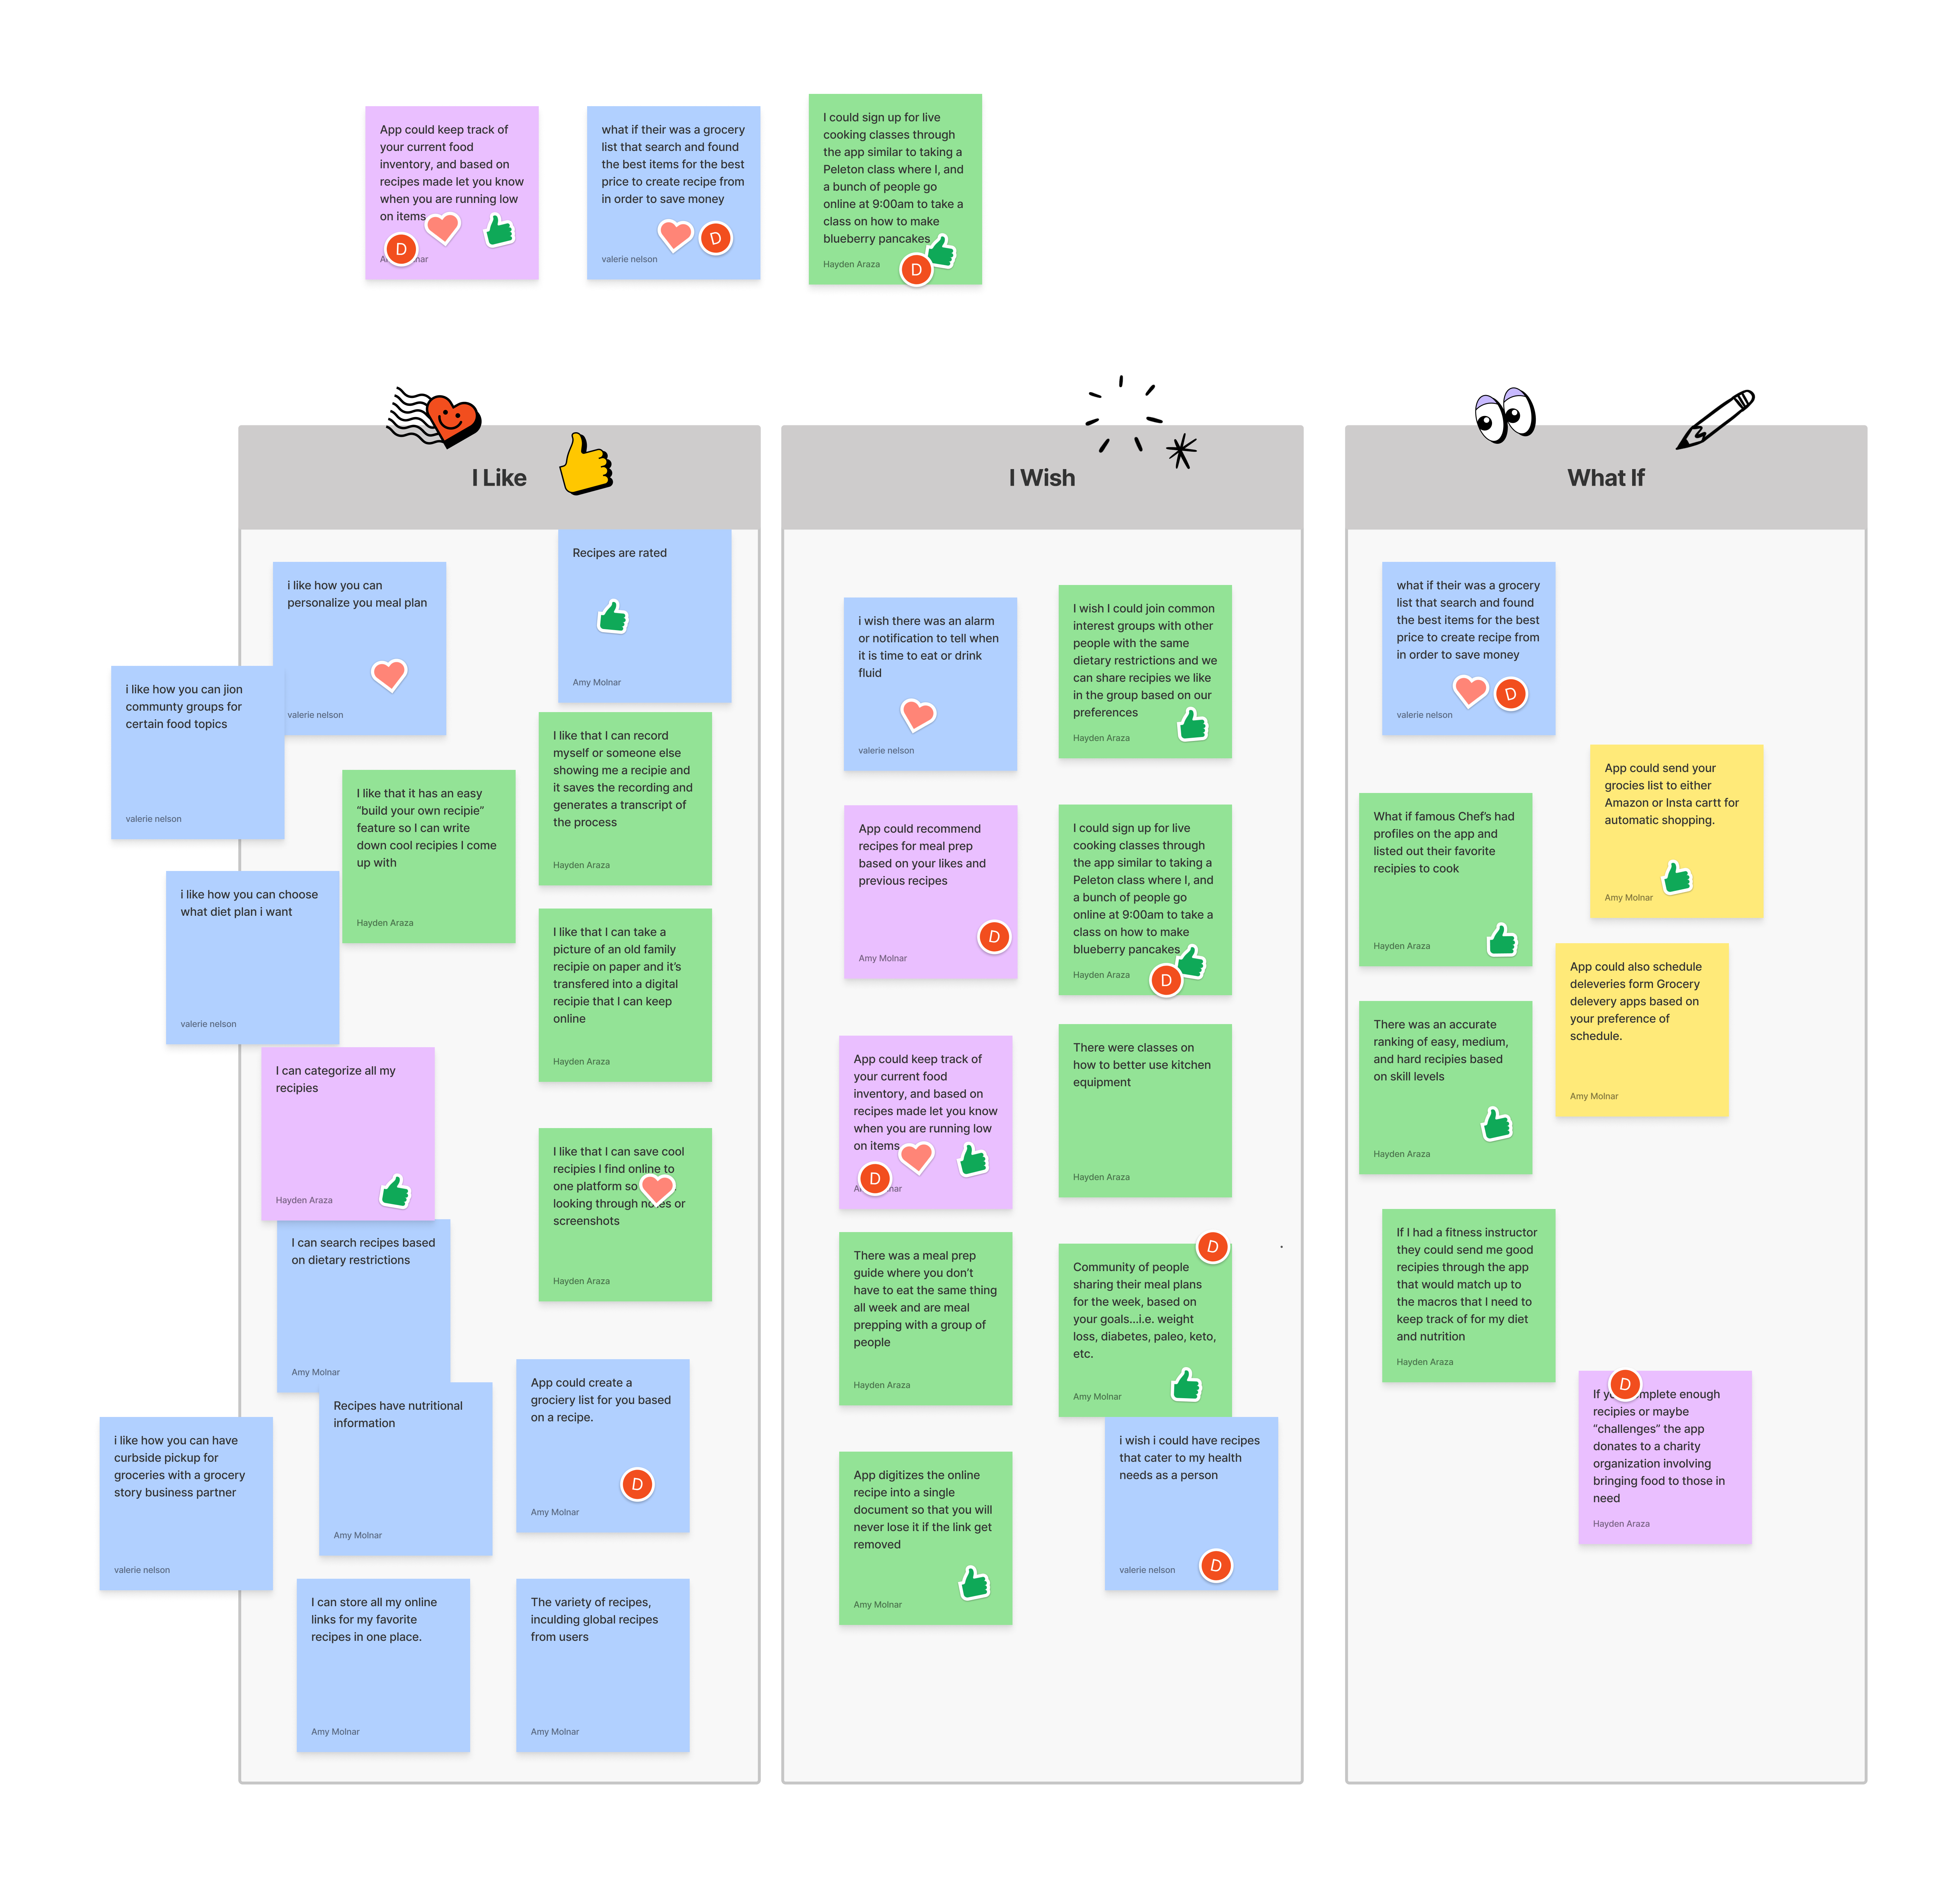 App could keep track of
your current food
inventory, and based on
recipes made let you know
when you are running low
on items
D
what if their was a grocery
list that search and found
the best items for the best
price to create recipe from
in order to save money
valerie nelson
D
I could sign up for live
cooking classes through
the app similar to taking a
Peleton class where I, and
a bunch of people go
online at 9:00am to take a
class on how to make
blueberry pancakes
Hayden Araza
D
I Like
Recipes are rated
Amy Molnar
i like how you can
personalize you meal plan
valerie nelson
i like how you can jion
communty groups for
certain food topics
valerie nelson
I like that I can record
myself or someone else
showing me a recipie and
it saves the recording and
generates a transcript of
the process
Hayden Araza
I like that it has an easy
“build your own recipie”
feature so I can write
down cool recipies I come
up with
Hayden Araza
i like how you can choose
what diet plan i want
valerie nelson
I like that I can take a
picture of an old family
recipie on paper and it’s
transfered into a digital
recipie that I can keep
online
Hayden Araza
I can categorize all my
recipies
Hayden Araza
I like that I can save cool
recipies I find online to
one platform so
looking through notes or
screenshots
Hayden Araza
I can search recipes based
on dietary restrictions
Amy Molnar
Recipes have nutritional
information
Amy Molnar
App could create a
grociery list for you based
on a recipe.
Amy Molnar
D
i like how you can have
curbside pickup for
groceries with a grocery
story business partner
valerie nelson
I can store all my online
links for my favorite
recipes in one place.
Amy Molnar
The variety of recipes,
inculding global recipes
from users
Amy Molnar
I Wish
i wish there was an alarm
or notification to tell when
it is time to eat or drink
fluid
valerie nelson
I wish I could join common
interest groups with other
people with the same
dietary restrictions and we
can share recipes we like
in the group based on our
preferences
Hayden Araza
App could recommend
recipes for meal prep
based on your likes and
previous recipes
Amy Molnar
D
I could sign up for live
cooking classes through
the app similar to taking a
Peleton class where I, and
a bunch of people go
online at 9:00am to take a
class on how to make
blueberry pancakes
Hayden Araza
D
App could keep track of
your current food
inventory, and based on
recipes made let you know
when you are running low
on items
D
There were classes on
how to better use kitchen
equipment
Hayden Araza
There was a meal prep
guide where you don’t
have to eat the same thing
all week and are meal
prepping with a group of
people
Hayden Araza
D
Community of people
sharing their meal plans
for the week, based on
your goals...i.e. weight
loss, diabetes, paleo, keto,
etc.
Amy Molnar
App digitizes the online
recipe into a single
document so that you will
never lose it if the link get
removed
Amy Molnar
i wish i could have recipes
that cater to my health
needs as a person
valerie nelson
D
What If
what if their was a grocery
list that search and found
the best items for the best
price to create recipe from
in order to save money
valerie nelson
D
App could send your
grocies list to either
Amazon or Insta cartt for
automatic shopping.
Amy Molnar
What if famous Chef’s had
profiles on the app and
listed out their favorite
recipies to cook
Hayden Araza
App could also schedule
deleveries form Grocery
delevery apps based on
your preference of
schedule.
Amy Molnar
There was an accurate
ranking of easy, medium,
and hard recipies based
on skill levels
Hayden Araza
If I had a fitness instructor
they could send me good
recipies through the app
that would match up to
the macros that I need to
keep track of for my diet
and nutrition
Hayden Araza
D
If enough
recipies or maybe
“challenges” the app
donates to a charity
organization involving
bringing food to those in
need
Hayden Araza